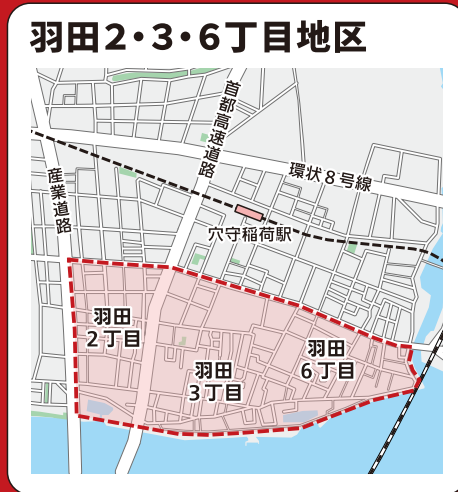 羽田2・3・6丁目地区
首都高速道路
環状8号線
産業道路
穴守稲荷駅
羽田
2丁目
羽田
3丁目
羽田
6丁目